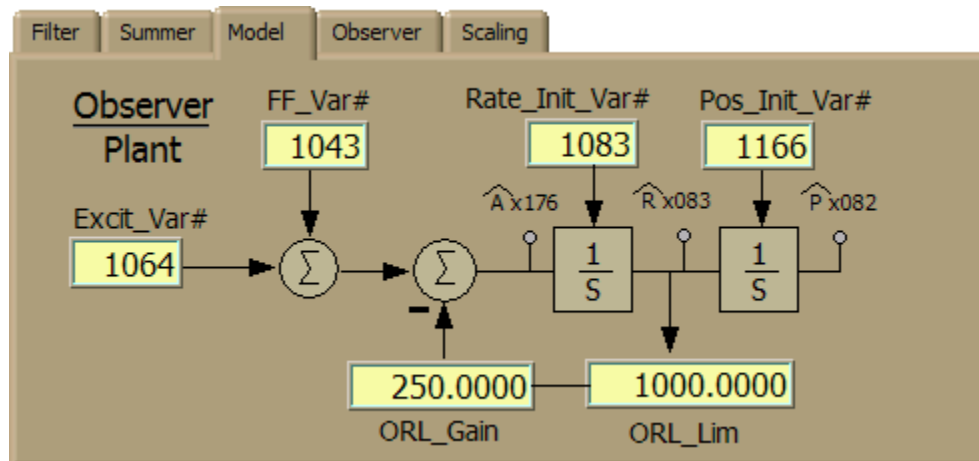 Filter Summer Model Observer Scaling
Observer
Plant
FF_Var#
1043
Rate_Init_Var#
1083
Pos_Init_Var#
1166
Excit_Var#
1064
Σ
Σ
-
A x176
1
S
R x083
1
S
P x082
250.0000
ORL_Gain
1000.0000
ORL_Lim